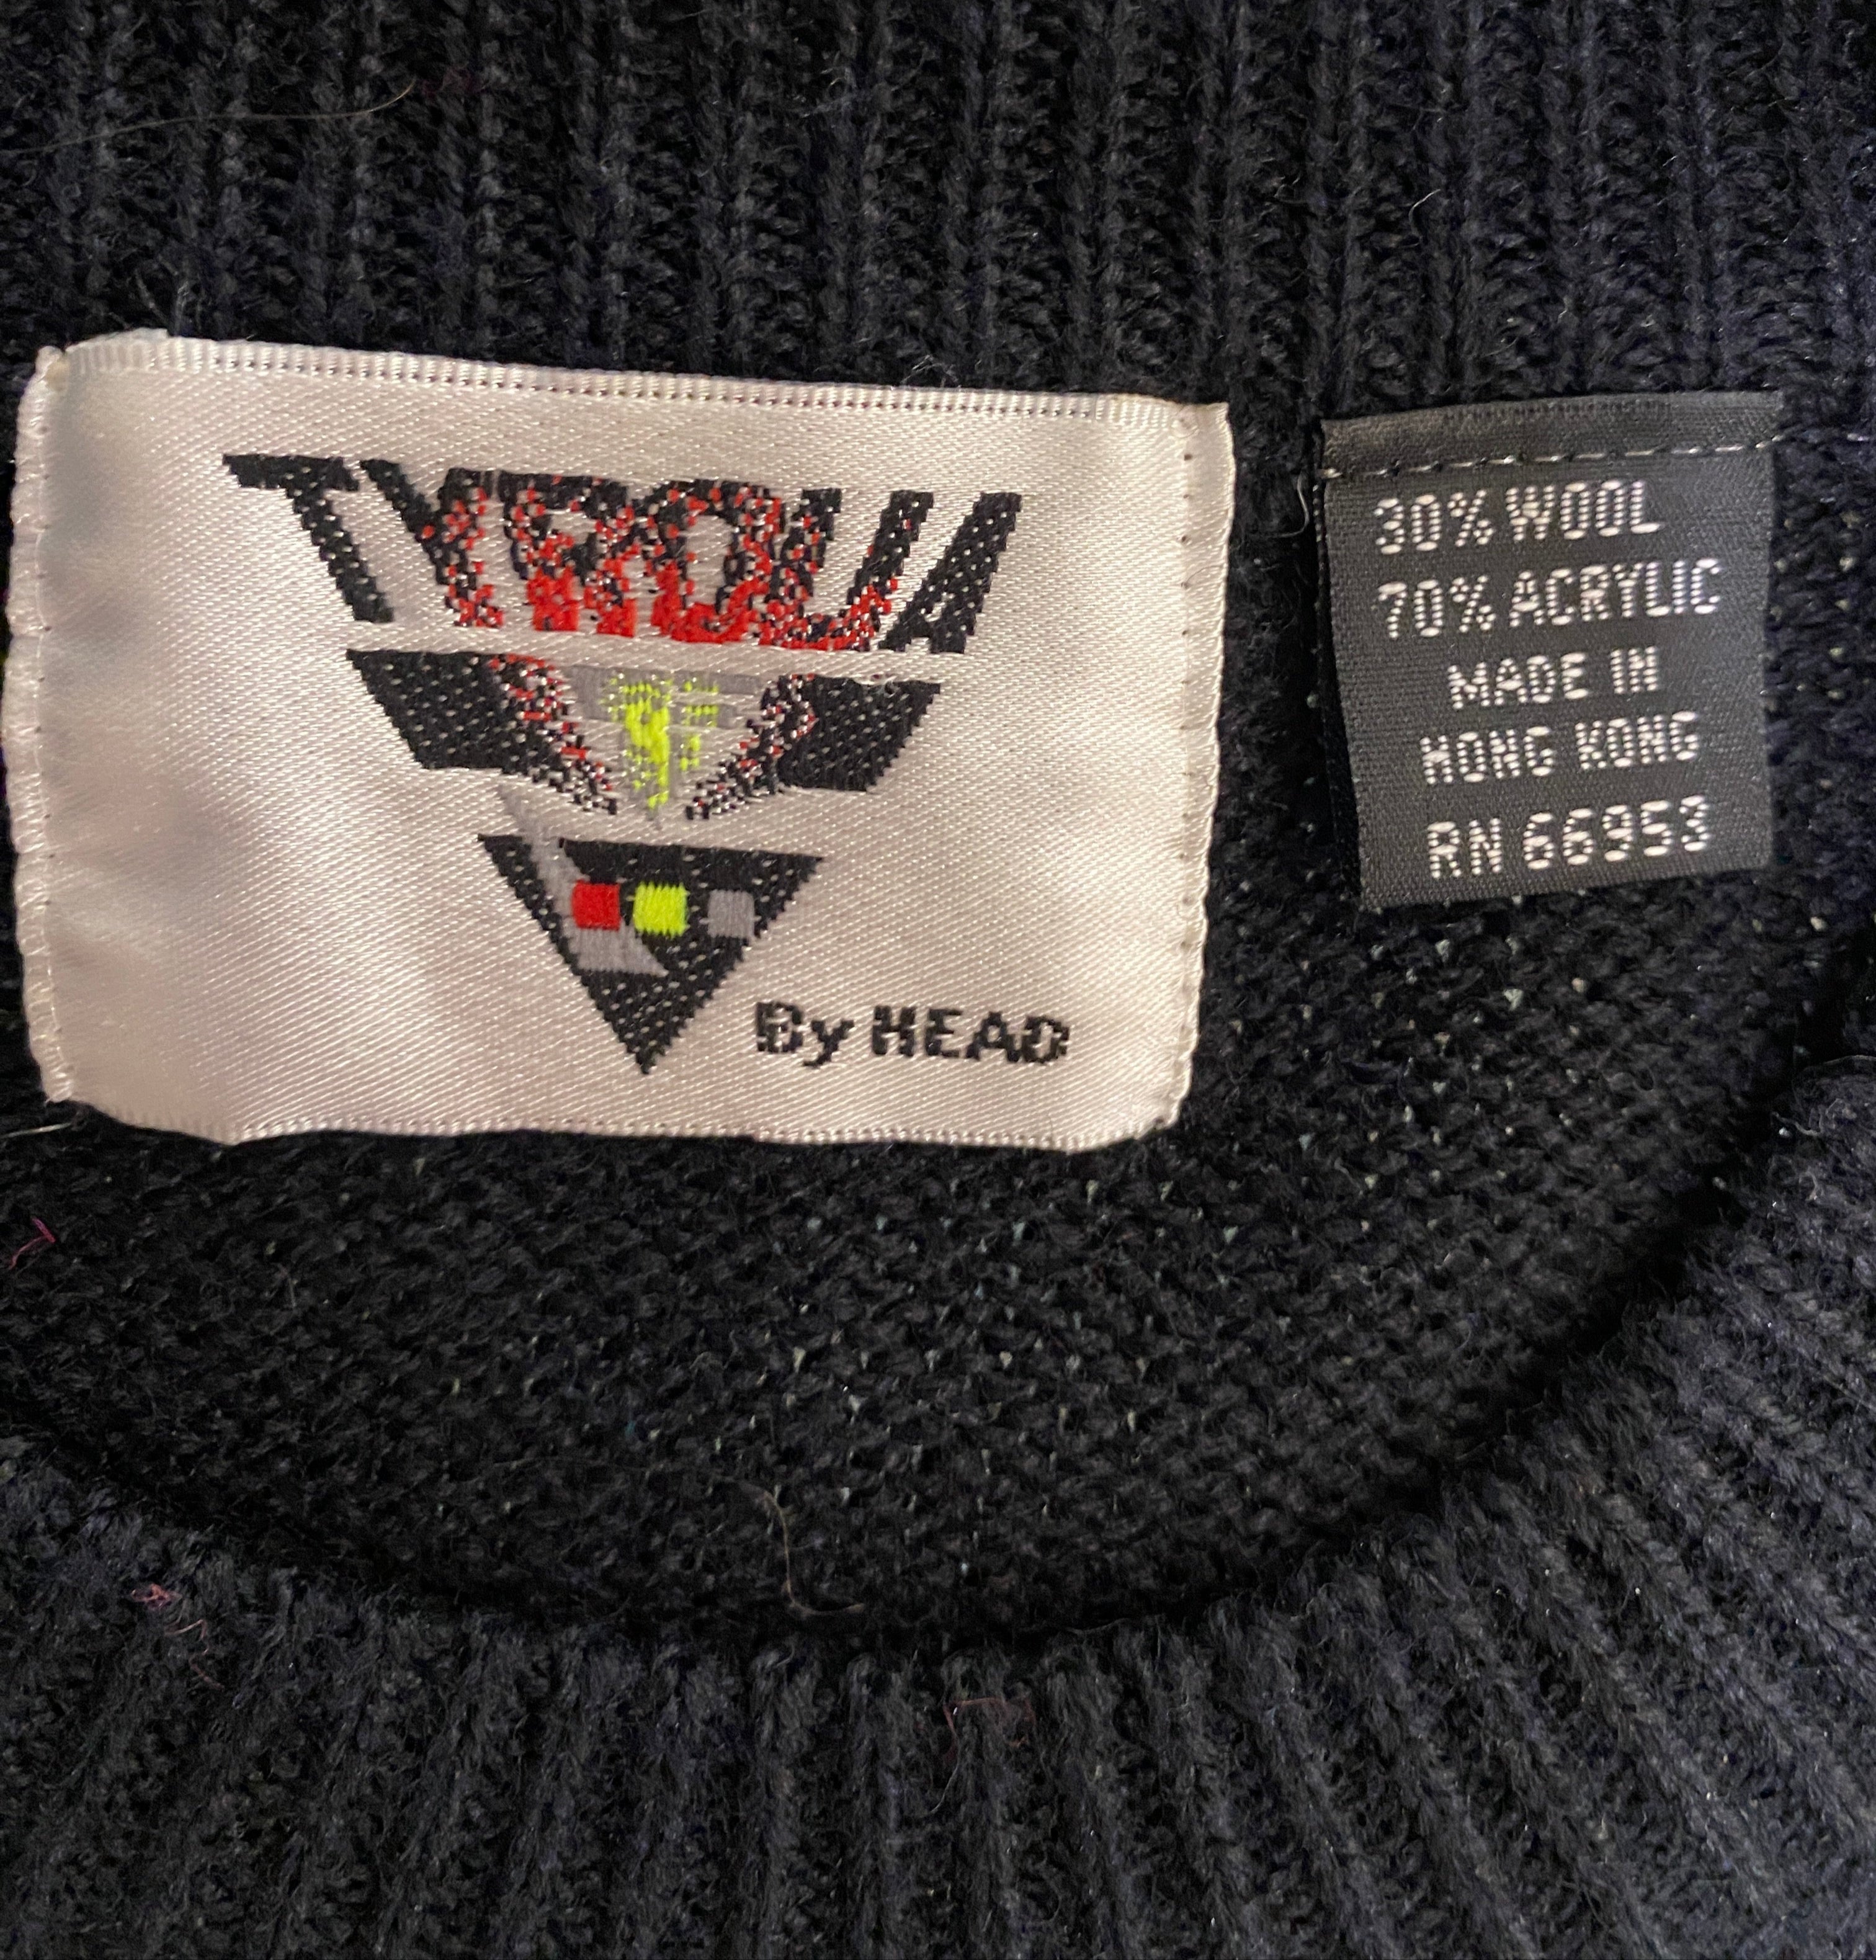 TYROLIA
By HEAD
30% WOOL
70% ACRYLIC
MADE IN
HONG KONG
RN 66953